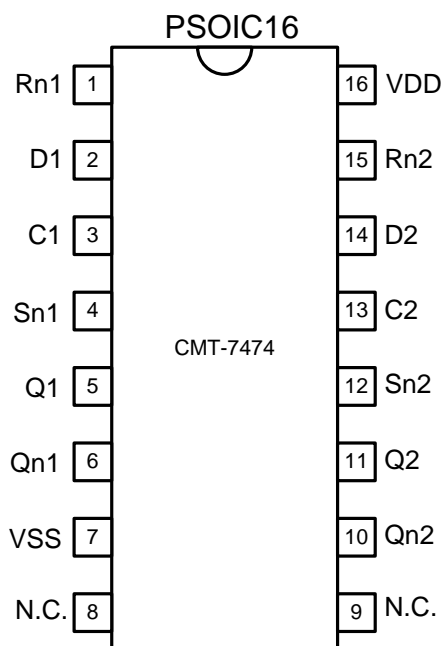 PSOIC16
Rn1 1 16 VDD
D1 2 15 Rn2
C1 3 14 D2
Sn1 4 13 C2
CMT-7474
Q1 5 12 Sn2
Qn1 6 11 Q2
VSS 7 10 Qn2
N.C. 8 9 N.C.